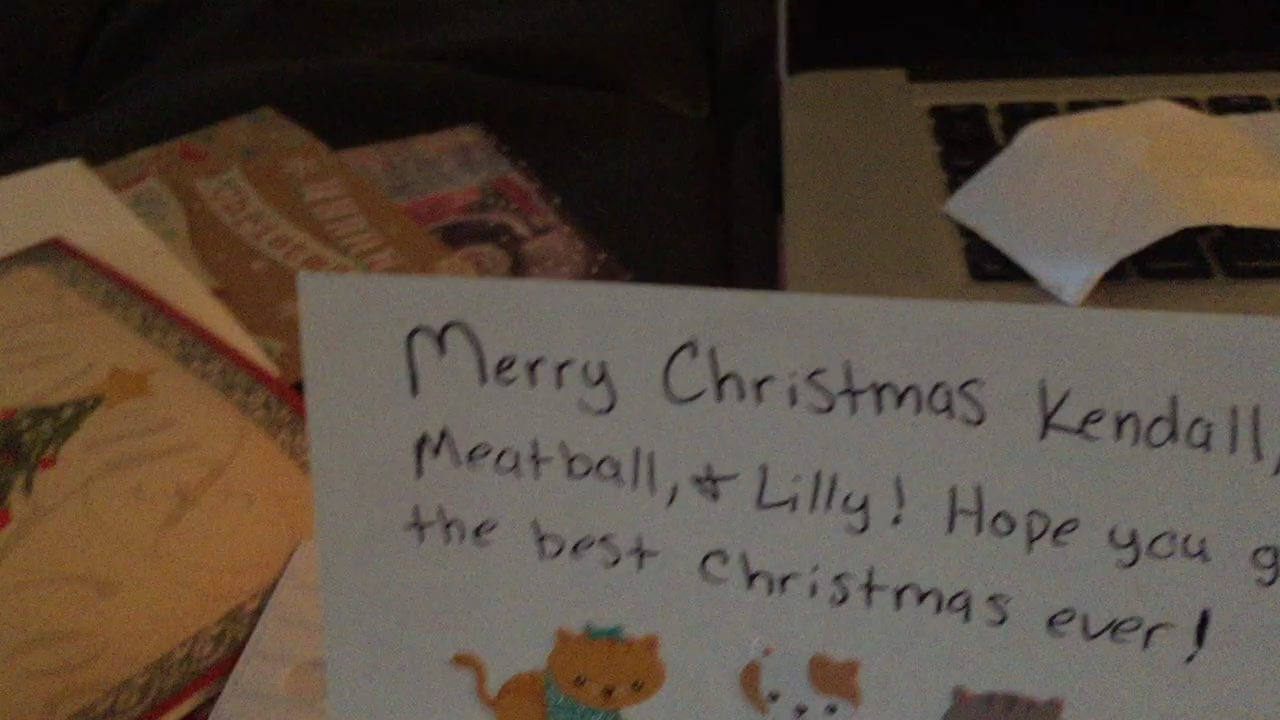 Merry Christmas Kendall,
Meatball, & Lilly! Hope you g
the best Christmas ever!